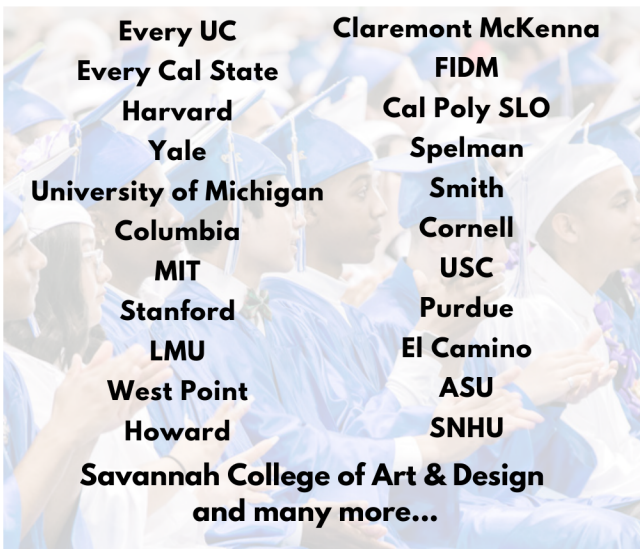 Every UC
Every Cal State
Harvard
Yale
University of Michigan
Columbia
MIT
Stanford
LMU
West Point
Howard
Claremont McKenna
FIDM
Cal Poly SLO
Spelman
Smith
Cornell
USC
Purdue
El Camino
ASU
SNHU
Savannah College of Art & Design
and many more...